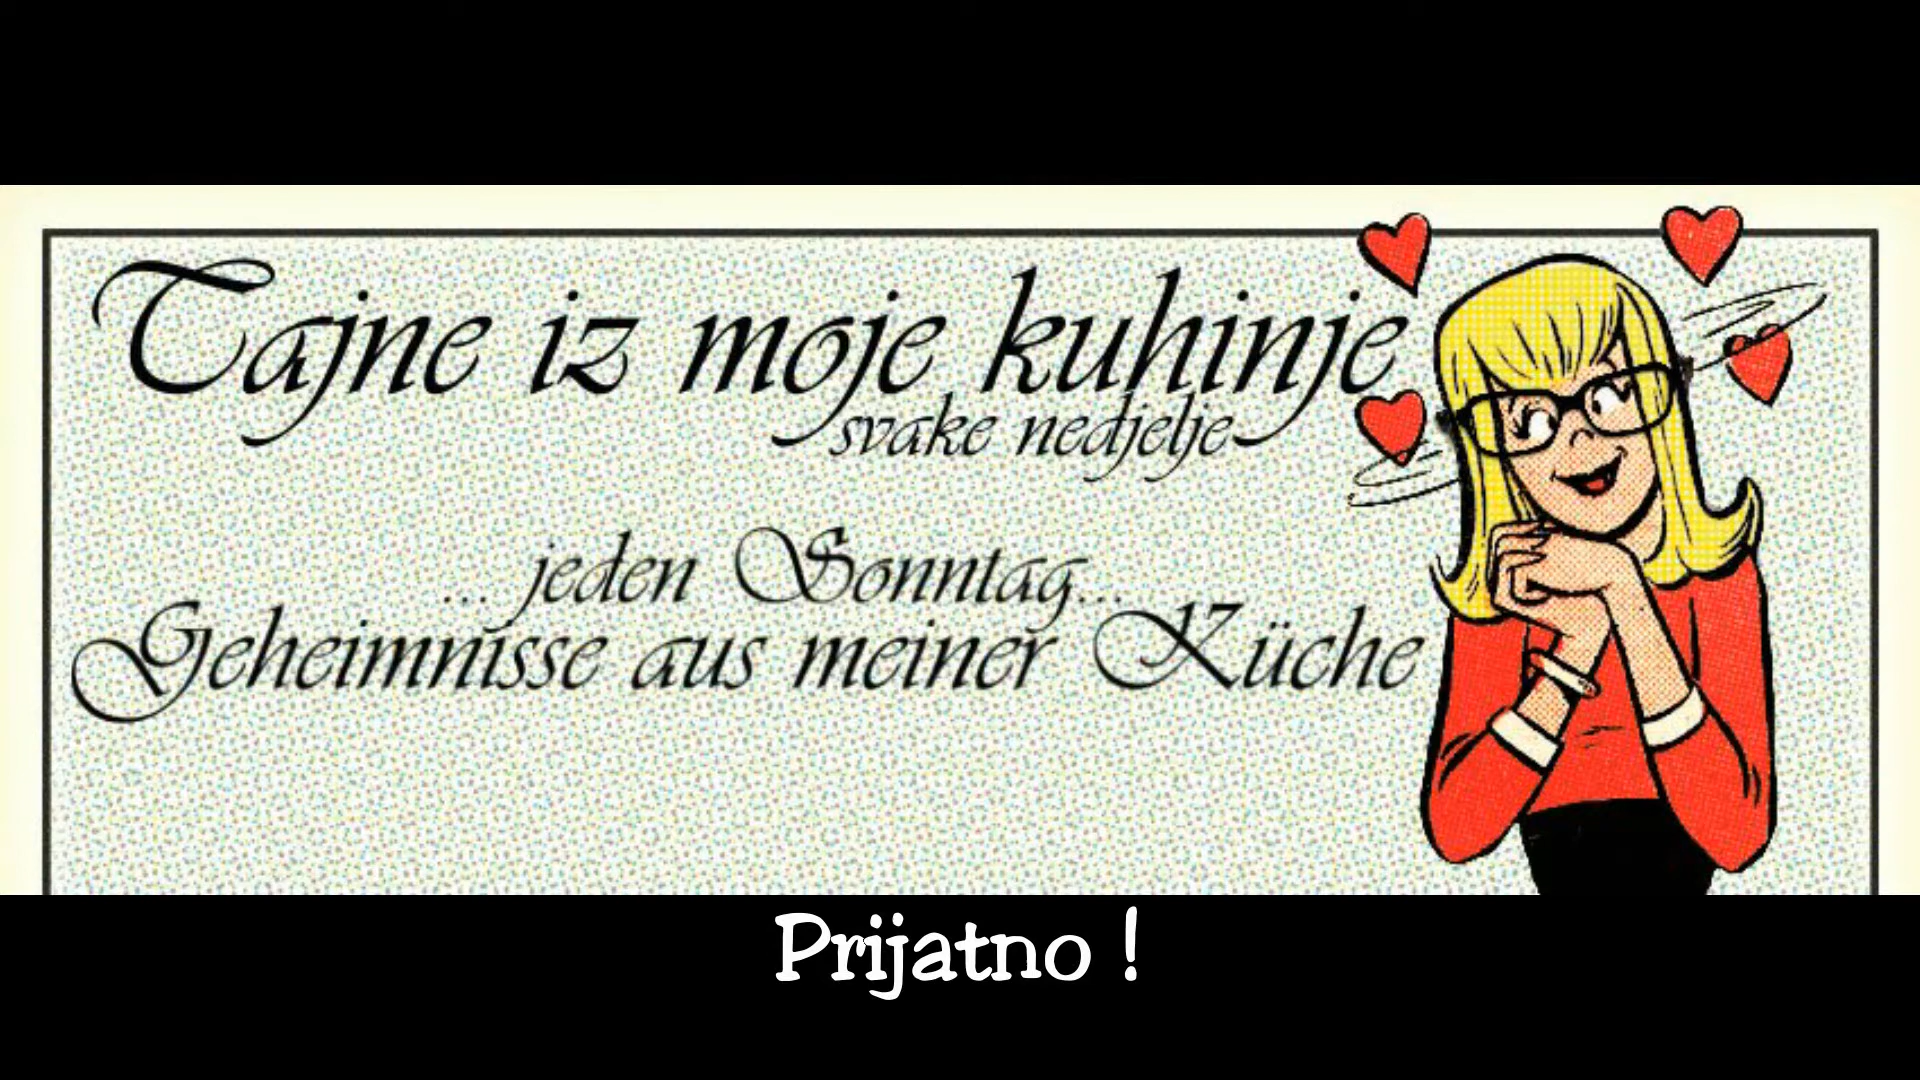 Tajne iz moje kuhinje
svake nedjelje
... jeden Sonntag...
Geheimnisse aus meiner Küche
Prijatno !